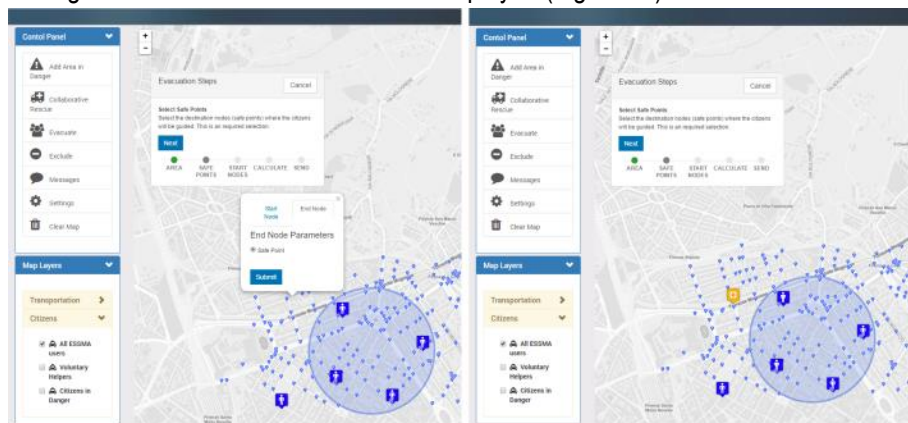 Contol Panel
Add Area in
Danger
Collaborative
Rescue
Evacuate
Exclude
Messages
Settings
Clear Map
Map Layers
Transportation
Citizens
All ESSMA
users
Voluntary
Helpers
Citizens in
Danger
+
-
Evacuation Steps
Cancel
Select Safe Points
Select the destination nodes (safe points) where the citizens
will be guided. This is an required selection.
Next
AREA SAFE POINTS START NODES CALCULATE SEND
Start Node End Node
End Node Parameters
Safe Point
Submit
Contol Panel
Add Area in
Danger
Collaborative
Rescue
Evacuate
Exclude
Messages
Settings
Clear Map
Map Layers
Transportation
Citizens
All ESSMA
users
Voluntary
Helpers
Citizens in
Danger
+
-
Evacuation Steps
Cancel
Select Safe Points
Select the destination nodes (safe points) where the citizens
will be guided. This is an required selection.
Next
AREA SAFE POINTS START NODES CALCULATE SEND